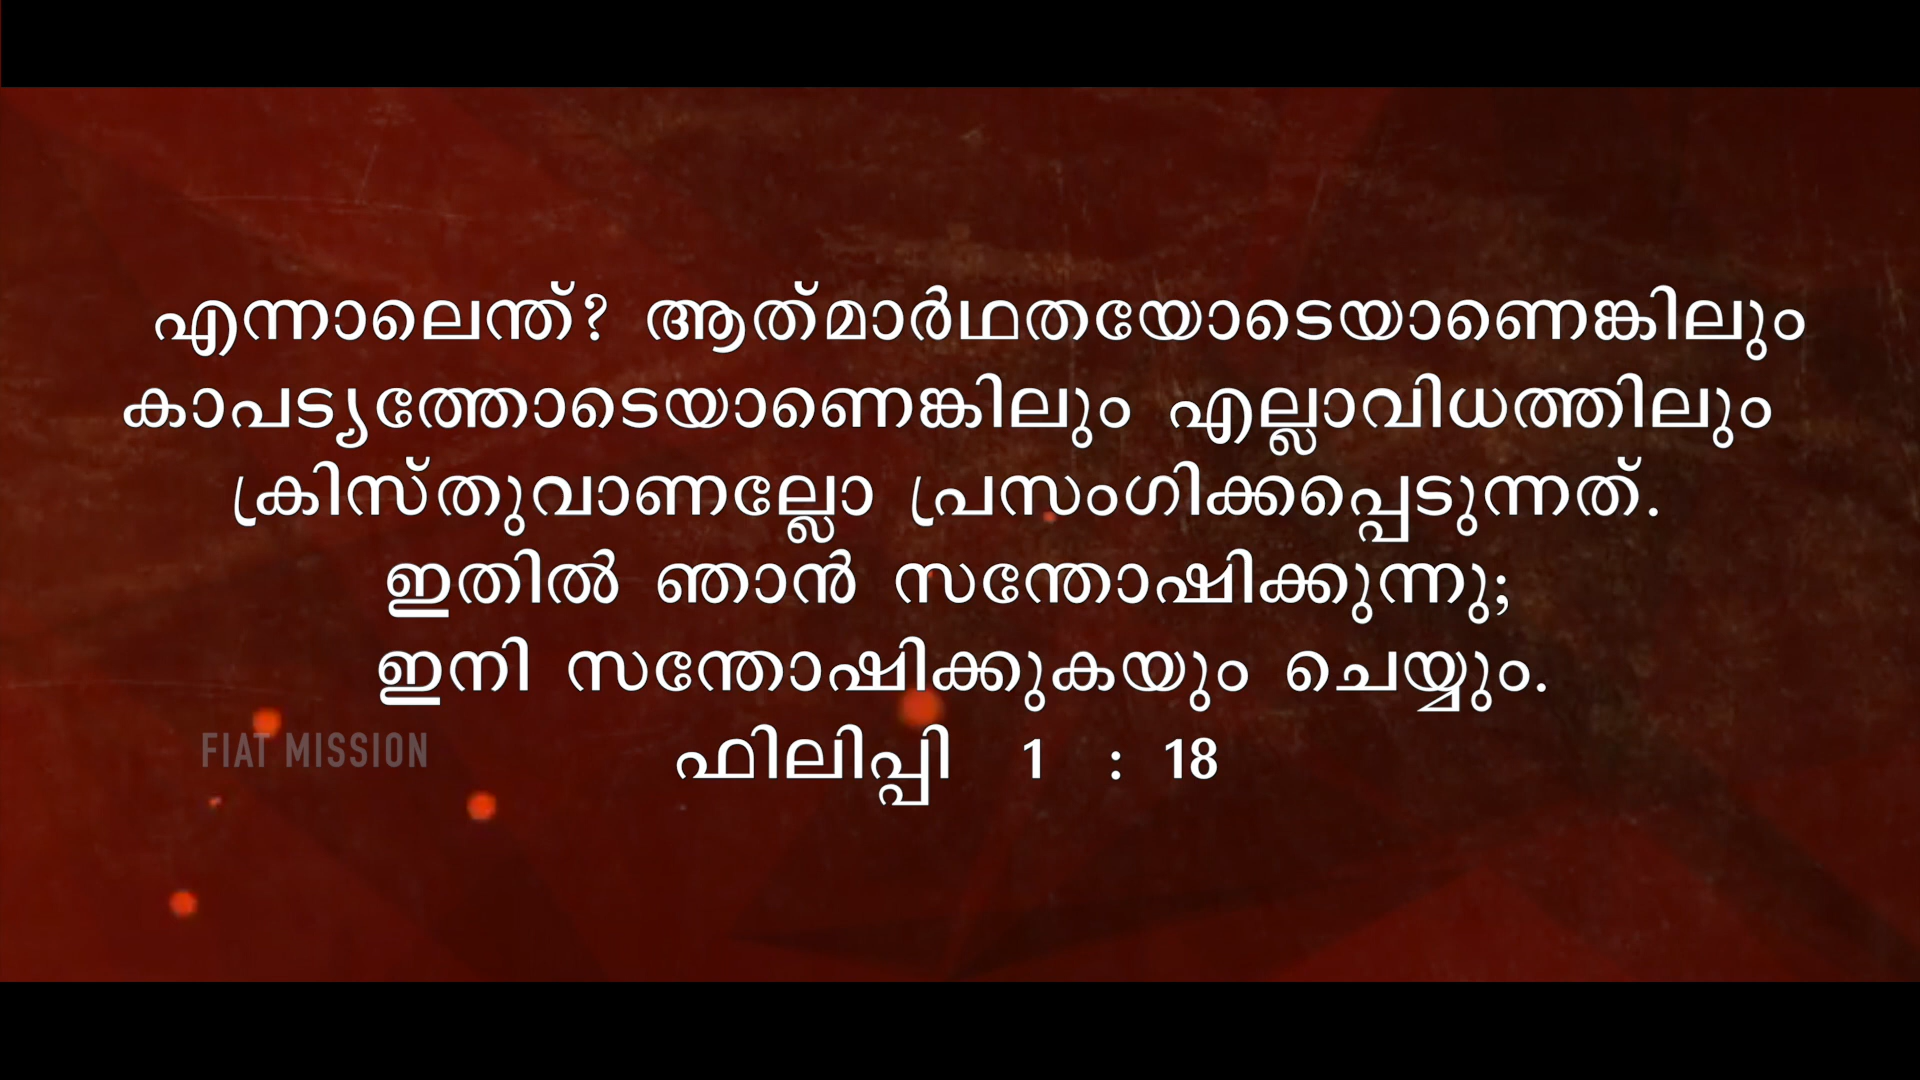 എന്നാലെന്ത്? ആത്മാർഥതയോടെയാണെങ്കിലും
കാപട്യത്തോടെയാണെങ്കിലും എല്ലാവിധത്തിലും
ക്രിസ്തുവാണല്ലോ പ്രസംഗിക്കപ്പെടുന്നത്.
ഇതിൽ ഞാൻ സന്തോഷിക്കുന്നു;
ഇനി സന്തോഷിക്കുകയും ചെയ്യും.
ഫിലിപ്പി 1 : 18
FIAT MISSION